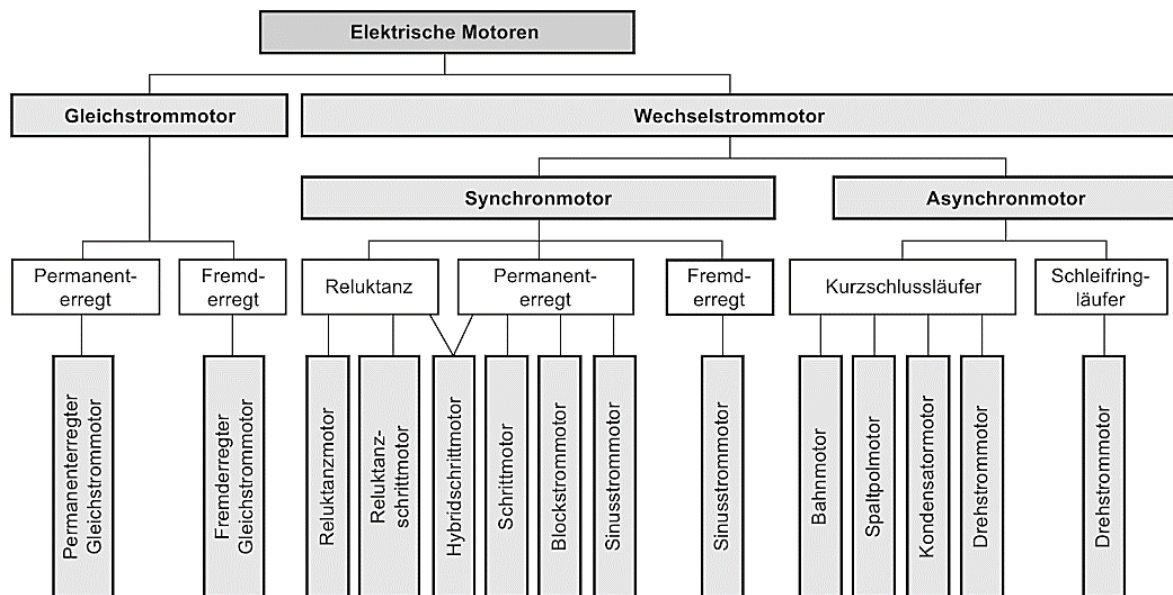 Elektrische Motoren
Gleichstrommotor
Wechselstrommotor
Synchronmotor
Asynchronmotor
Permanent-
erregt
Fremd-
erregt
Reluktanz
Permanent-
erregt
Fremd-
erregt
Kurzschlussläufer
Schleifring-
läufer
Permanenterregter
Gleichstrommotor
Fremderregter
Gleichstrommotor
Reluktanzmotor
Reluktanz-
schrittmotor
Hybridschrittmotor
Schrittmotor
Blockstrommotor
Sinusstrommotor
Sinusstrommotor
Bahnmotor
Spaltpolmotor
Kondensatormotor
Drehstrommotor
Drehstrommotor